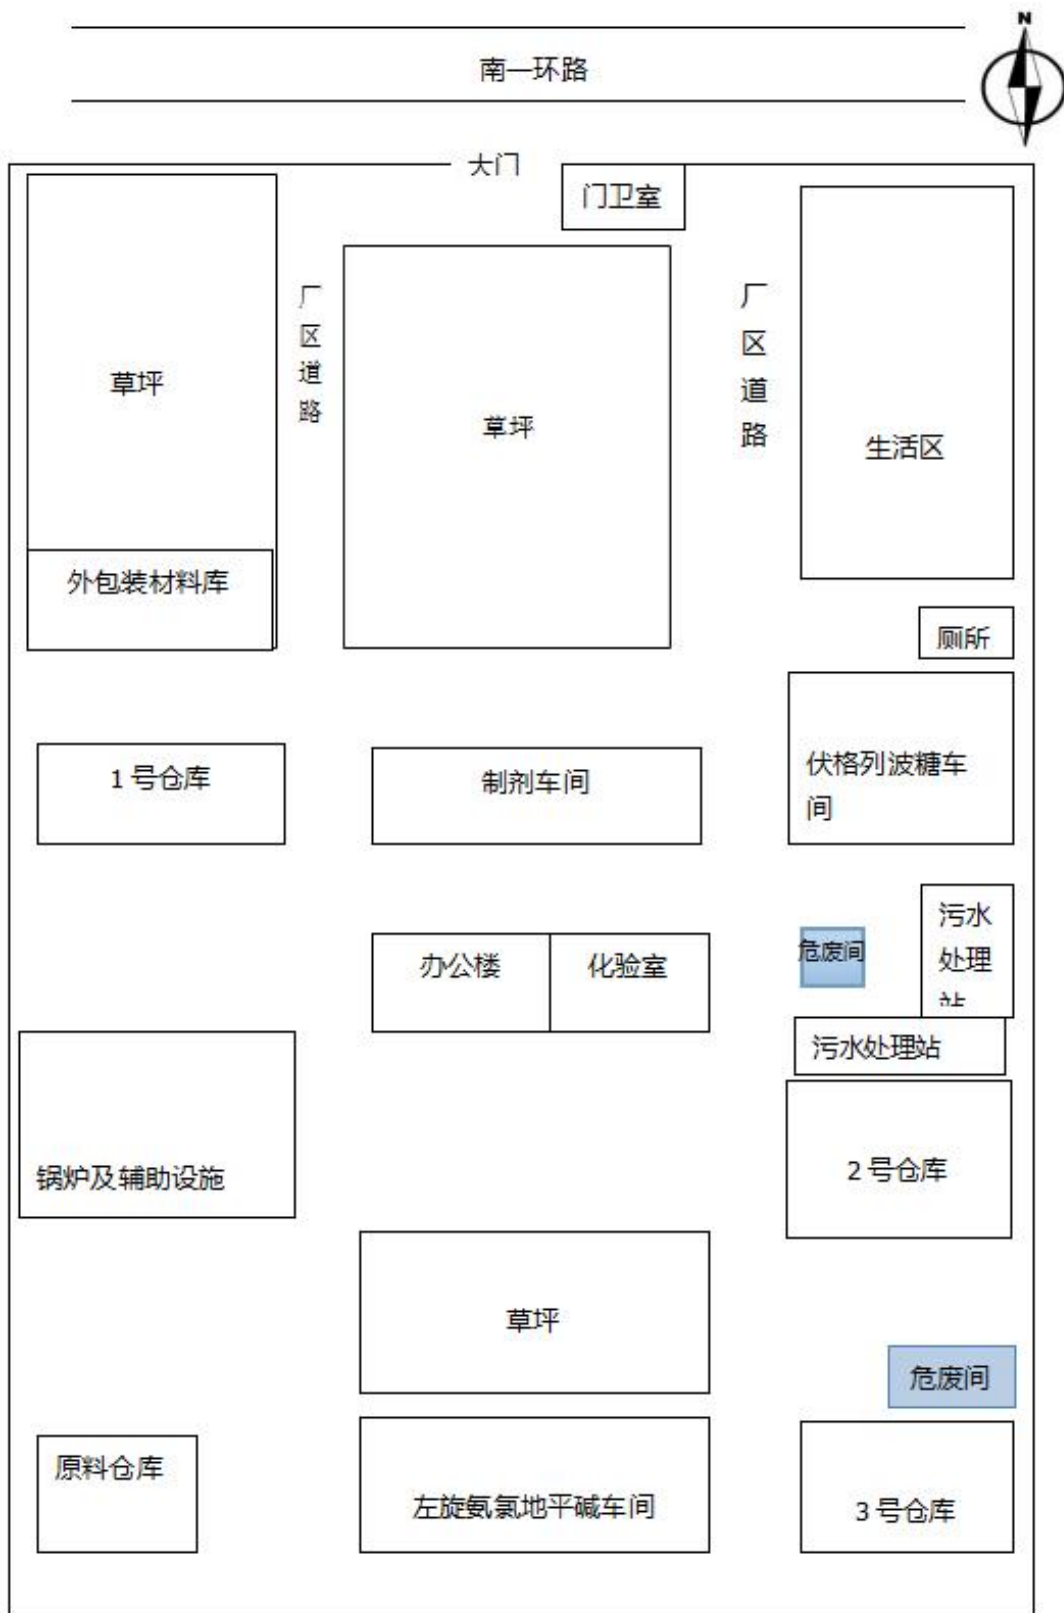 N
南一环路
大门
门卫室
厂
区
道
路
厂
区
道
路
草坪
草坪
生活区
外包装材料库
厕所
1号仓库
制剂车间
伏格列波糖车
间
办公楼
化验室
危废间
污水
处理
站
污水处理站
锅炉及辅助设施
2号仓库
草坪
危废间
原料仓库
左旋氨氯地平碱车间
3号仓库